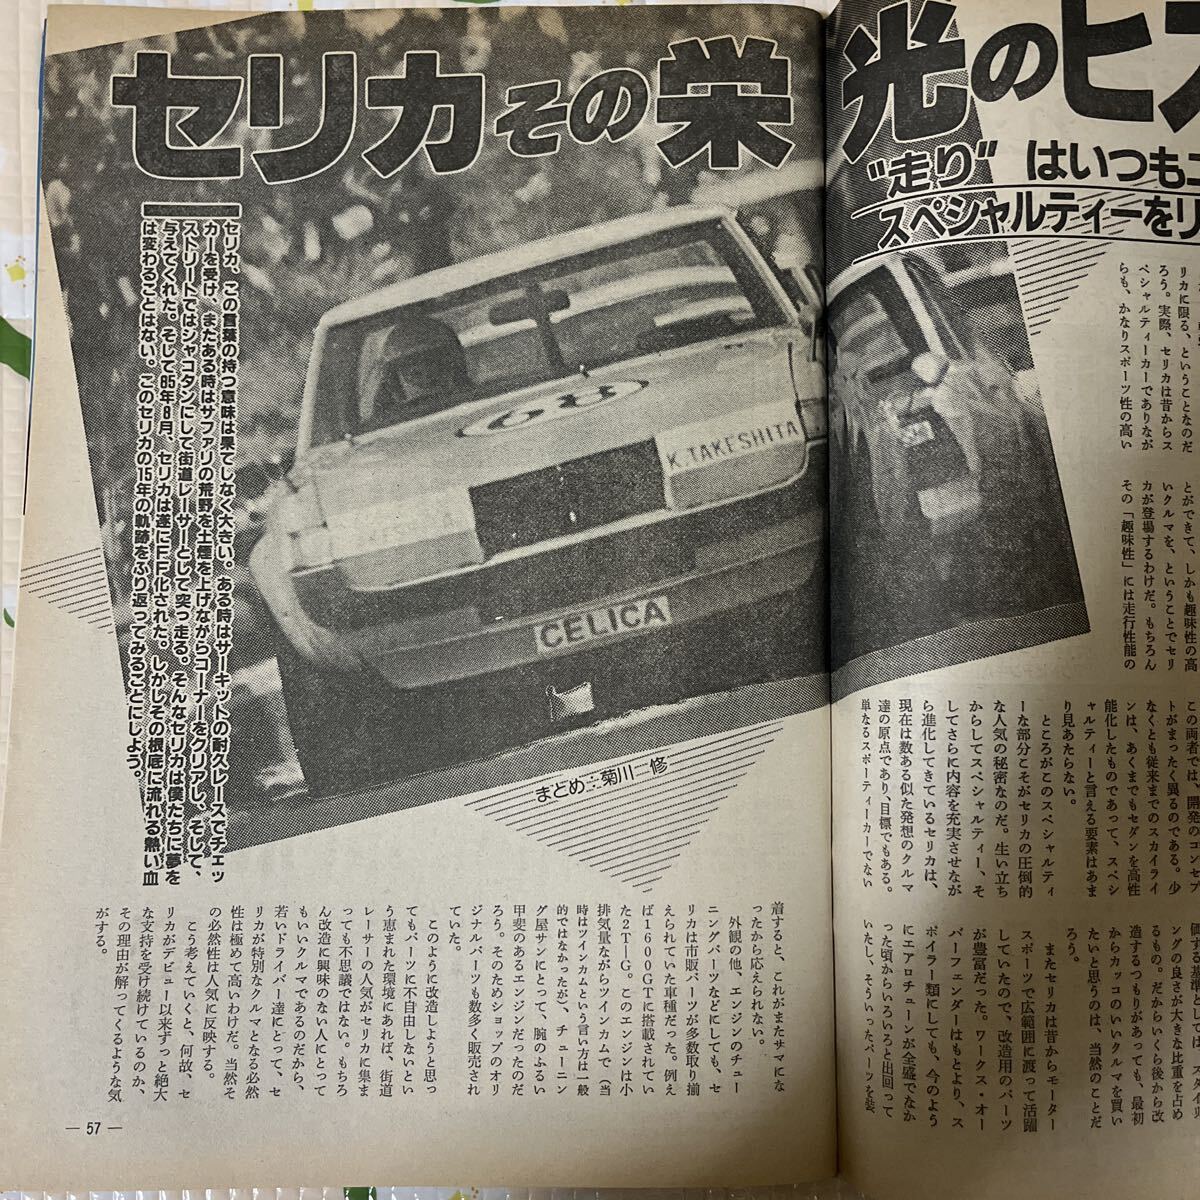 セリカその栄
光のヒス
"走り"はいつもユ
スペシャルティーをリ
セリカ、この言葉の持つ意味は果てしなく大きい。ある時はサーキットの耐久レースでチェッ
カーを受け、またある時はサファリの荒野を土煙を上げながらコーナーをクリアし、そして、
ストリートではシャコタンにして街道レーサーとして突っ走る。そんなセリカは僕たちに夢を
与えてくれた。そして85年8月、セリカは遂にFF化された。しかしその根底に流れる熱い血
は変わることはない。このセリカの15年の軌跡をふり返ってみることにしよう。
K.TAKESHITA
CELICA
まとめ∴菊川一修
リカに限る、ということなのだ
ろう。実際、セリカは昔からス
ペシャルティーカーでありなが
らも、かなりスポーツ性の高い
とができて、しかも趣味性の高
いクルマを、ということでセリ
カが登場するわけだ。もちろん
その「趣味性」には走行性能の
この両者では、開発のコンセプ
トがまったく異るのである。少
なくとも従来までのスカイライ
ンは、あくまでもセダンを高性
能化したものであって、スペシ
ャルティーと言える要素はあま
り見あたらない。
ところがこのスペシャルティ
ーな部分こそがセリカの圧倒的
な人気の秘密なのだ。生い立ち
からしてスペシャルティー、そ
してさらに内容を充実させなが
ら進化してきているセリカは、
現在は数ある似た発想のクルマ
達の原点であり、目標でもある。
単なるスポーティーカーでない
価する基準しは、スカイリ
ングの良さが大きな比重を占め
るもの。だからいくら後から改
造するつもりがあっても、最初
からカッコのいいクルマを買い
たいと思うのは、当然のことだ
ろう。
またセリカは昔からモーター
スポーツで広範囲に渡って活躍
していたので、改造用のパーツ
が豊富だった。ワークス・オー
バーフェンダーはもとより、ス
ポイラー類にしても、今のよう
にエアロチューンが全盛でなか
った頃からいろいろと出回って
いたし、そういったパーツを装
着すると、これがまたサマにな
ったから応えられない。
外観の他、エンジンのチュー
ニングパーツなどにしても、セ
リカは市販パーツが多数取り揃
えられていた車種だった。例え
ば1600GTに搭載されてい
た2T―G。このエンジンは小
排気量ながらツインカムで（当
時はツインカムという言い方は一般
的ではなかったが）、チューニン
グ屋サンにとって、腕のふるい
甲斐のあるエンジンだったのだ
ろう。そのためショップのオリ
ジナルパーツも数多く販売され
ていた。
このように改造しようと思っ
てもパーツに不自由しないとい
う恵まれた環境にあれば、街道
レーサーの人気がセリカに集ま
っても不思議ではない。もちろ
ん改造に興味のない人にとって
もいいクルマであるのだから、
若いドライバー達にとって、セ
リカが特別なクルマとなる必然
性は極めて高いわけだ。当然そ
の必然性は人気に反映する。
こう考えていくと、何故、セ
リカがデビュー以来ずっと絶大
な支持を受け続けているのか、
その理由が解ってくるような気
がする。
― 57 ―